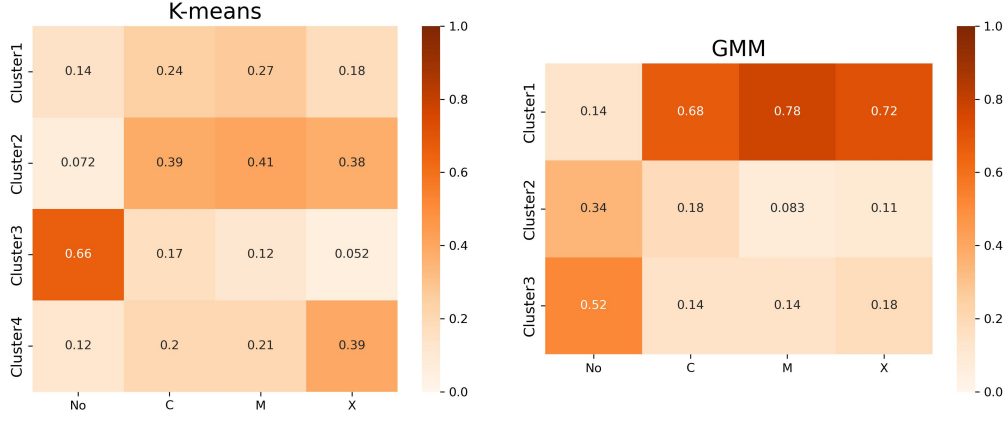 K-means
Cluster1
0.14 0.24 0.27 0.18
Cluster2
0.072 0.39 0.41 0.38
Cluster3
0.66 0.17 0.12 0.052
Cluster4
0.12 0.2 0.21 0.39
No C M X
1.0
0.8
0.6
0.4
0.2
0.0
GMM
Cluster1
0.14 0.68 0.78 0.72
Cluster2
0.34 0.18 0.083 0.11
Cluster3
0.52 0.14 0.14 0.18
No C M X
1.0
0.8
0.6
0.4
0.2
0.0